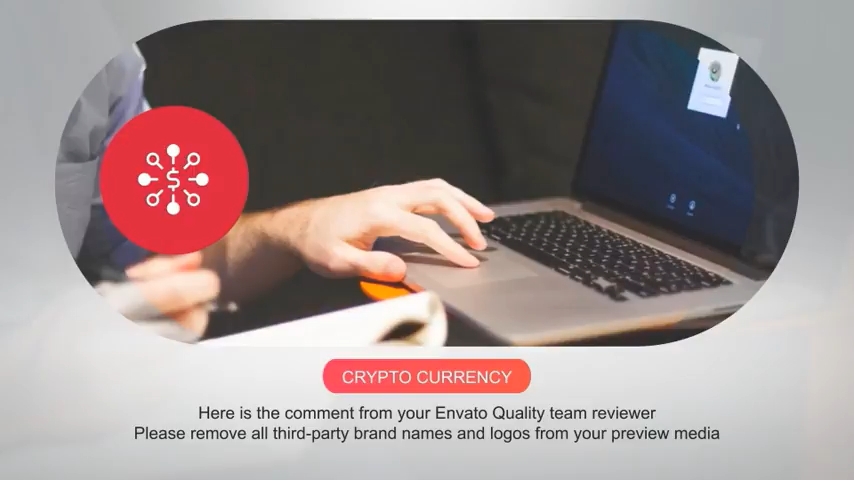 $
CRYPTO CURRENCY
Here is the comment from your Envato Quality team reviewer
Please remove all third-party brand names and logos from your preview media